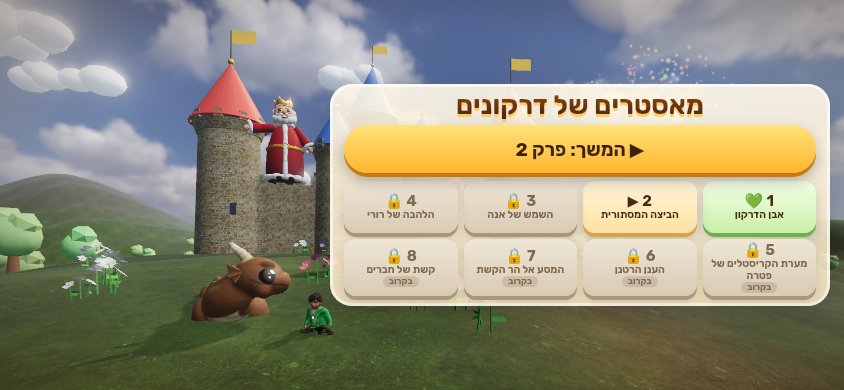 מאסטרים של דרקונים
▶ המשך: פרק 2
1 💚
אבן הדרקון
2 ▶
הביצה המסתורית
3 🔒
השמש של אנה
4 🔒
הלהבה של רורי
5 🔒
מערת הקריסטלים של
פטרה
בקרוב
6 🔒
הענן הרטנן
בקרוב
7 🔒
המסע אל הר הקשת
בקרוב
8 🔒
קשת של חברים
בקרוב